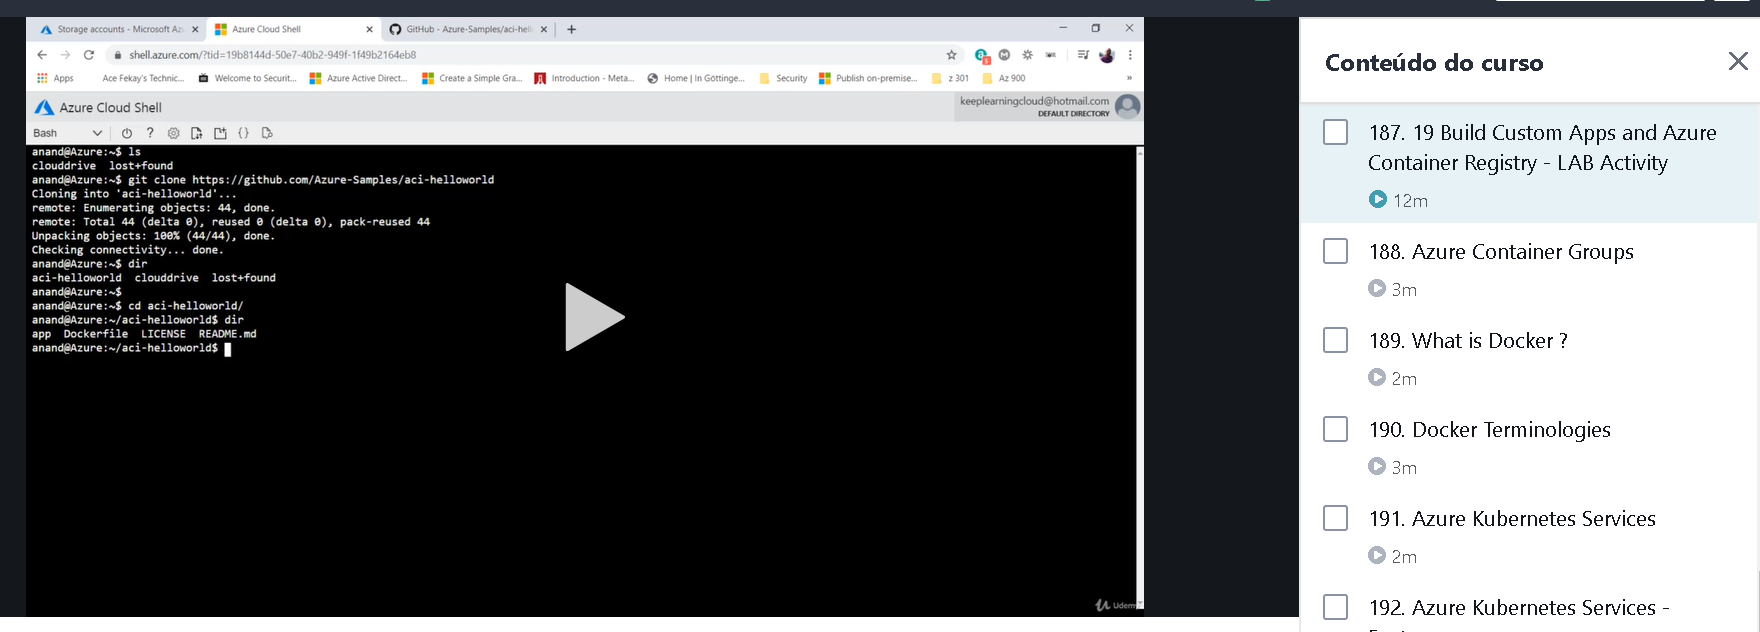 Storage accounts - Microsoft Az
Azure Cloud Shell
GitHub - Azure-Samples/aci-hell
shell.azure.com/?tid=19b8144d-50e7-40b2-949f-1f49b2164eb8
Apps
Ace Fekay's Technic...
Welcome to Securit...
Azure Active Direct...
Create a Simple Gra...
Introduction - Meta...
Home | In Göttinge...
Security
Publish on-premise...
z 301
Az 900
»
Azure Cloud Shell
keeplearningcloud@hotmail.com
DEFAULT DIRECTORY
Bash
anand@Azure:~$ ls
clouddrive  lost+found
anand@Azure:~$ git clone https://github.com/Azure-Samples/aci-helloworld
Cloning into 'aci-helloworld'...
remote: Enumerating objects: 44, done.
remote: Total 44 (delta 0), reused 0 (delta 0), pack-reused 44
Unpacking objects: 100% (44/44), done.
Checking connectivity... done.
anand@Azure:~$ dir
aci-helloworld  clouddrive  lost+found
anand@Azure:~$
anand@Azure:~$ cd aci-helloworld/
anand@Azure:~/aci-helloworld$ dir
app  Dockerfile  LICENSE  README.md
anand@Azure:~/aci-helloworld$
Udemy
Conteúdo do curso
187. 19 Build Custom Apps and Azure
Container Registry - LAB Activity
12m
188. Azure Container Groups
3m
189. What is Docker ?
2m
190. Docker Terminologies
3m
191. Azure Kubernetes Services
2m
192. Azure Kubernetes Services -